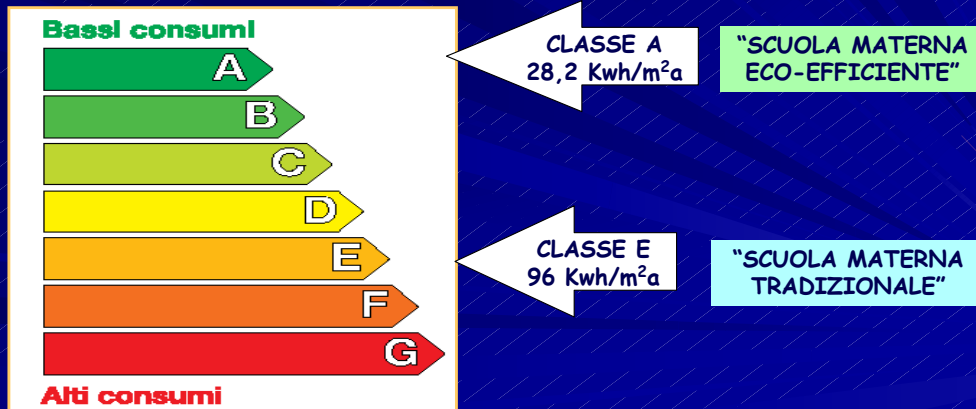 Bassi consumi
A
B
C
D
E
F
G
Alti consumi
CLASSE A
28,2 Kwh/m²a
"SCUOLA MATERNA
ECO-EFFICIENTE"
CLASSE E
96 Kwh/m²a
"SCUOLA MATERNA
TRADIZIONALE"